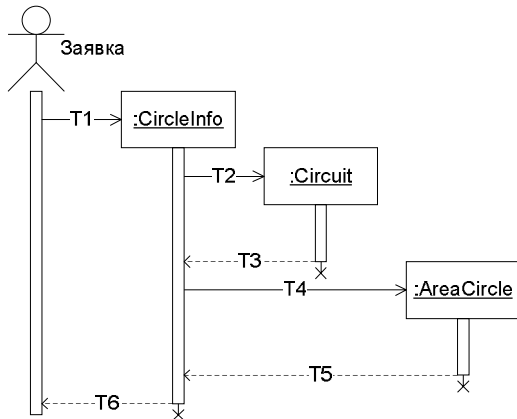 Заявка
T1
:CircleInfo
T2
:Circuit
T3
T4
:AreaCircle
T5
T6